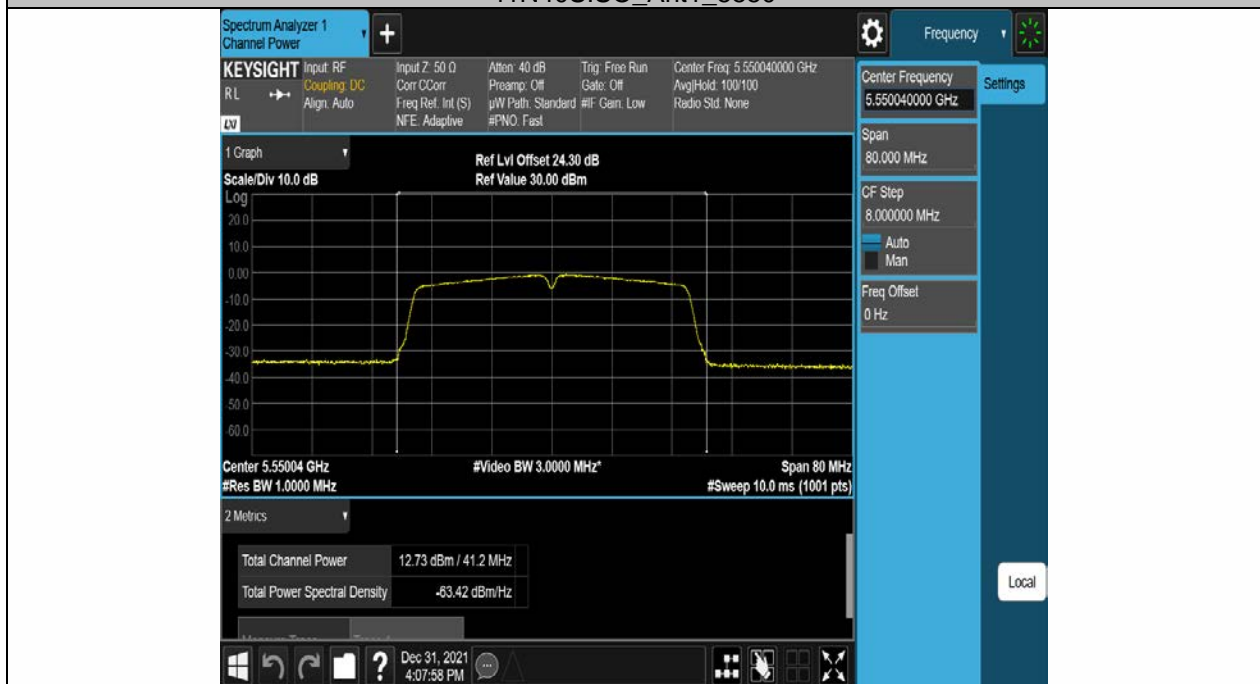 Spectrum Analyzer 1
Channel Power
+
Frequency
KEYSIGHT
RL
LXI
Input: RF
Coupling: DC
Align: Auto
Input Z: 50 Ω
Corr CCorr
Freq Ref: Int (S)
NFE: Adaptive
Atten: 40 dB
Preamp: Off
µW Path: Standard
#PNO: Fast
Trig: Free Run
Gate: Off
#IF Gain: Low
Center Freq: 5.550040000 GHz
Avg|Hold: 100/100
Radio Std: None
Center Frequency
5.550040000 GHz
Settings
Span
80.000 MHz
CF Step
8.000000 MHz
Auto
Man
Freq Offset
0 Hz
Local
1 Graph
Scale/Div 10.0 dB
Ref Lvl Offset 24.30 dB
Ref Value 30.00 dBm
Log
20.0
10.0
0.00
-10.0
-20.0
-30.0
-40.0
-50.0
-60.0
Center 5.55004 GHz
#Res BW 1.0000 MHz
#Video BW 3.0000 MHz*
Span 80 MHz
#Sweep 10.0 ms (1001 pts)
2 Metrics
Total Channel Power 12.73 dBm / 41.2 MHz
Total Power Spectral Density -63.42 dBm/Hz
?
Dec 31, 2021
4:07:58 PM